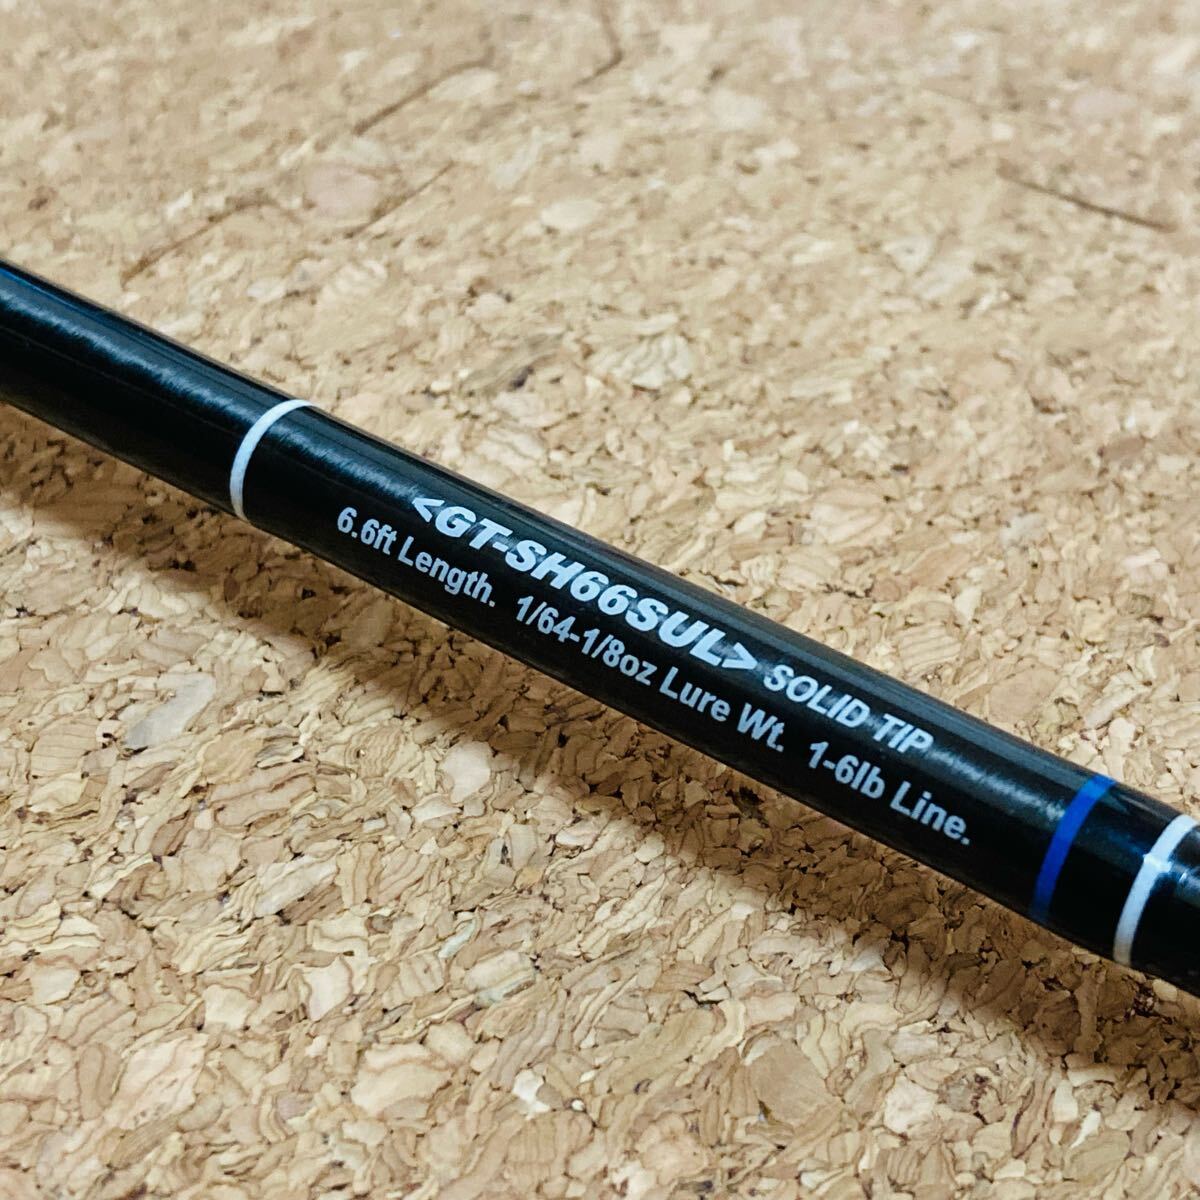 <GT-SH66SUL> SOLID TIP
6.6ft Length. 1/64-1/8oz Lure Wt. 1-6lb Line.